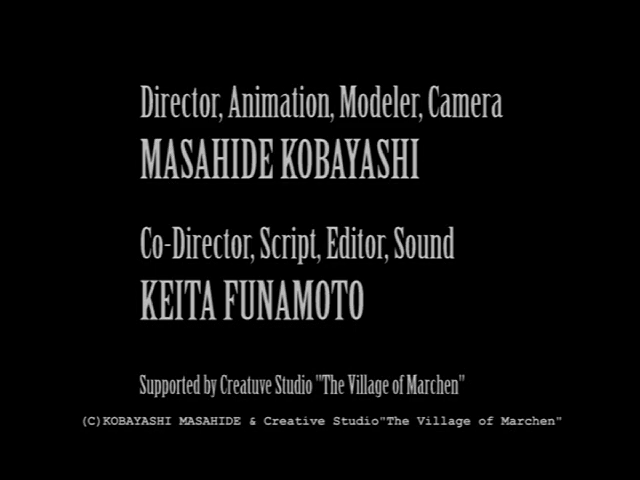 Director, Animation, Modeler, Camera
MASAHIDE KOBAYASHI
Co-Director, Script, Editor, Sound
KEITA FUNAMOTO
Supported by Creatuve Studio "The Village of Marchen"
(C)KOBAYASHI MASAHIDE & Creative Studio"The Village of Marchen"